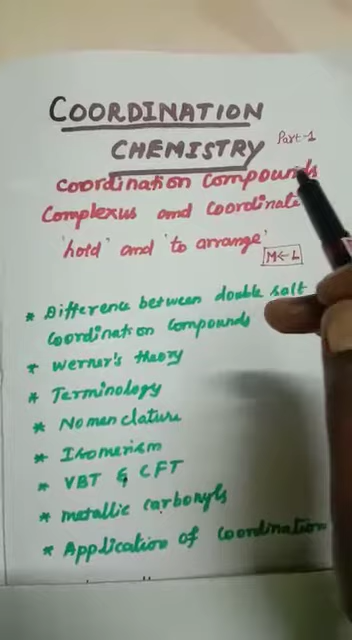 COORDINATION
CHEMISTRY
Part-1
Coordination Compounds
Complexus and Coordinate
'hold' and 'to arrange'
M←L
* Difference between double salt
Coordination Compounds
* Werner's theory
* Terminology
* Nomenclature
* Isomerism
* VBT & CFT
* metallic carbonyls
* Application of coordination